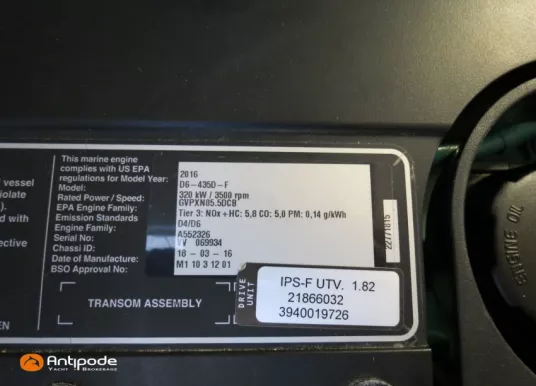 This marine engine
complies with US EPA
regulations for Model Year: 2016
Model: D6-435D-F
Rated Power / Speed: 320 kW / 3500 rpm
EPA Engine Family: GVPXN05.5DCB
Emission Standards Tier 3: NOx+HC: 5,8 CO: 5,0 PM: 0,14 g/kWh
Engine Family: D4/D6
Serial No: A552326
Chassi ID: VV 069934
Date of Manufacture: 18-03-16
BSO Approval No: M1 10 3 12 01
22771815
vessel
iolate
).
ed with
ective
EN
TRANSOM ASSEMBLY
DRIVE
UNIT
IPS-F UTV. 1.82
21866032
3940019726
ENGINE OIL
Antipode
YACHT BROKERAGE